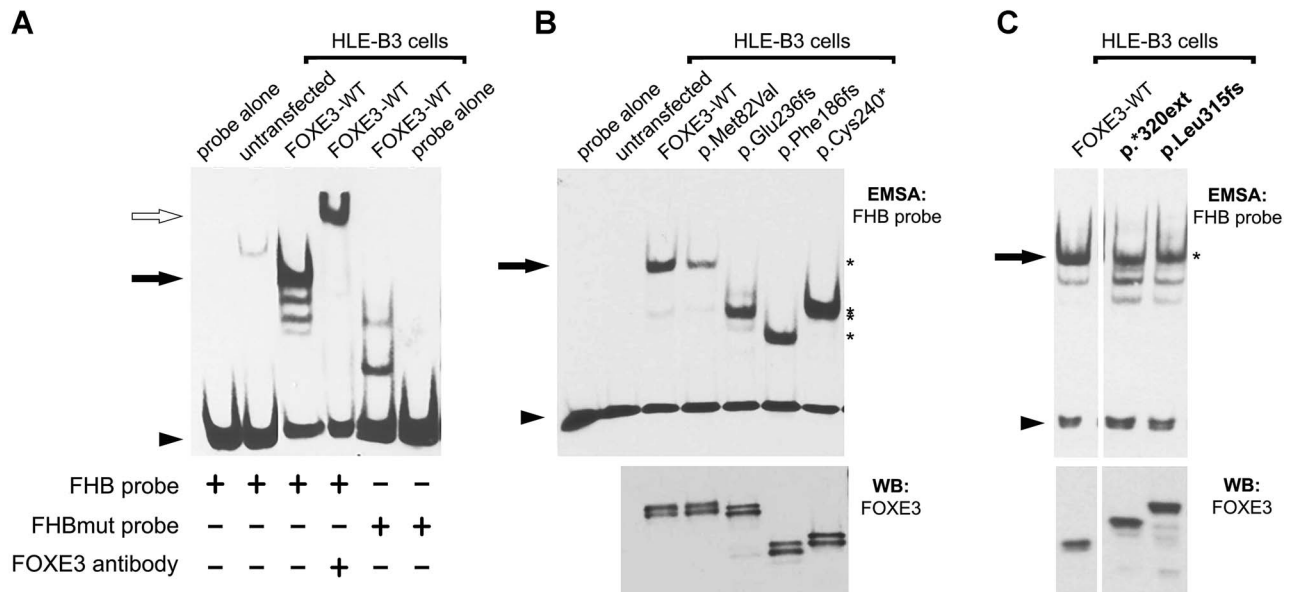 A
HLE-B3 cells
probe alone
untransfected
FOXE3-WT
FOXE3-WT
FOXE3-WT
probe alone
FHB probe + + + + – –
FHBmut probe – – – – + +
FOXE3 antibody – – – + – –
B
HLE-B3 cells
probe alone
untransfected
FOXE3-WT
p.Met82Val
p.Glu236fs
p.Phe186fs
p.Cys240*
*
*
*
*
EMSA:
FHB probe
WB:
FOXE3
C
HLE-B3 cells
FOXE3-WT
p.*320ext
p.Leu315fs
*
EMSA:
FHB probe
WB:
FOXE3